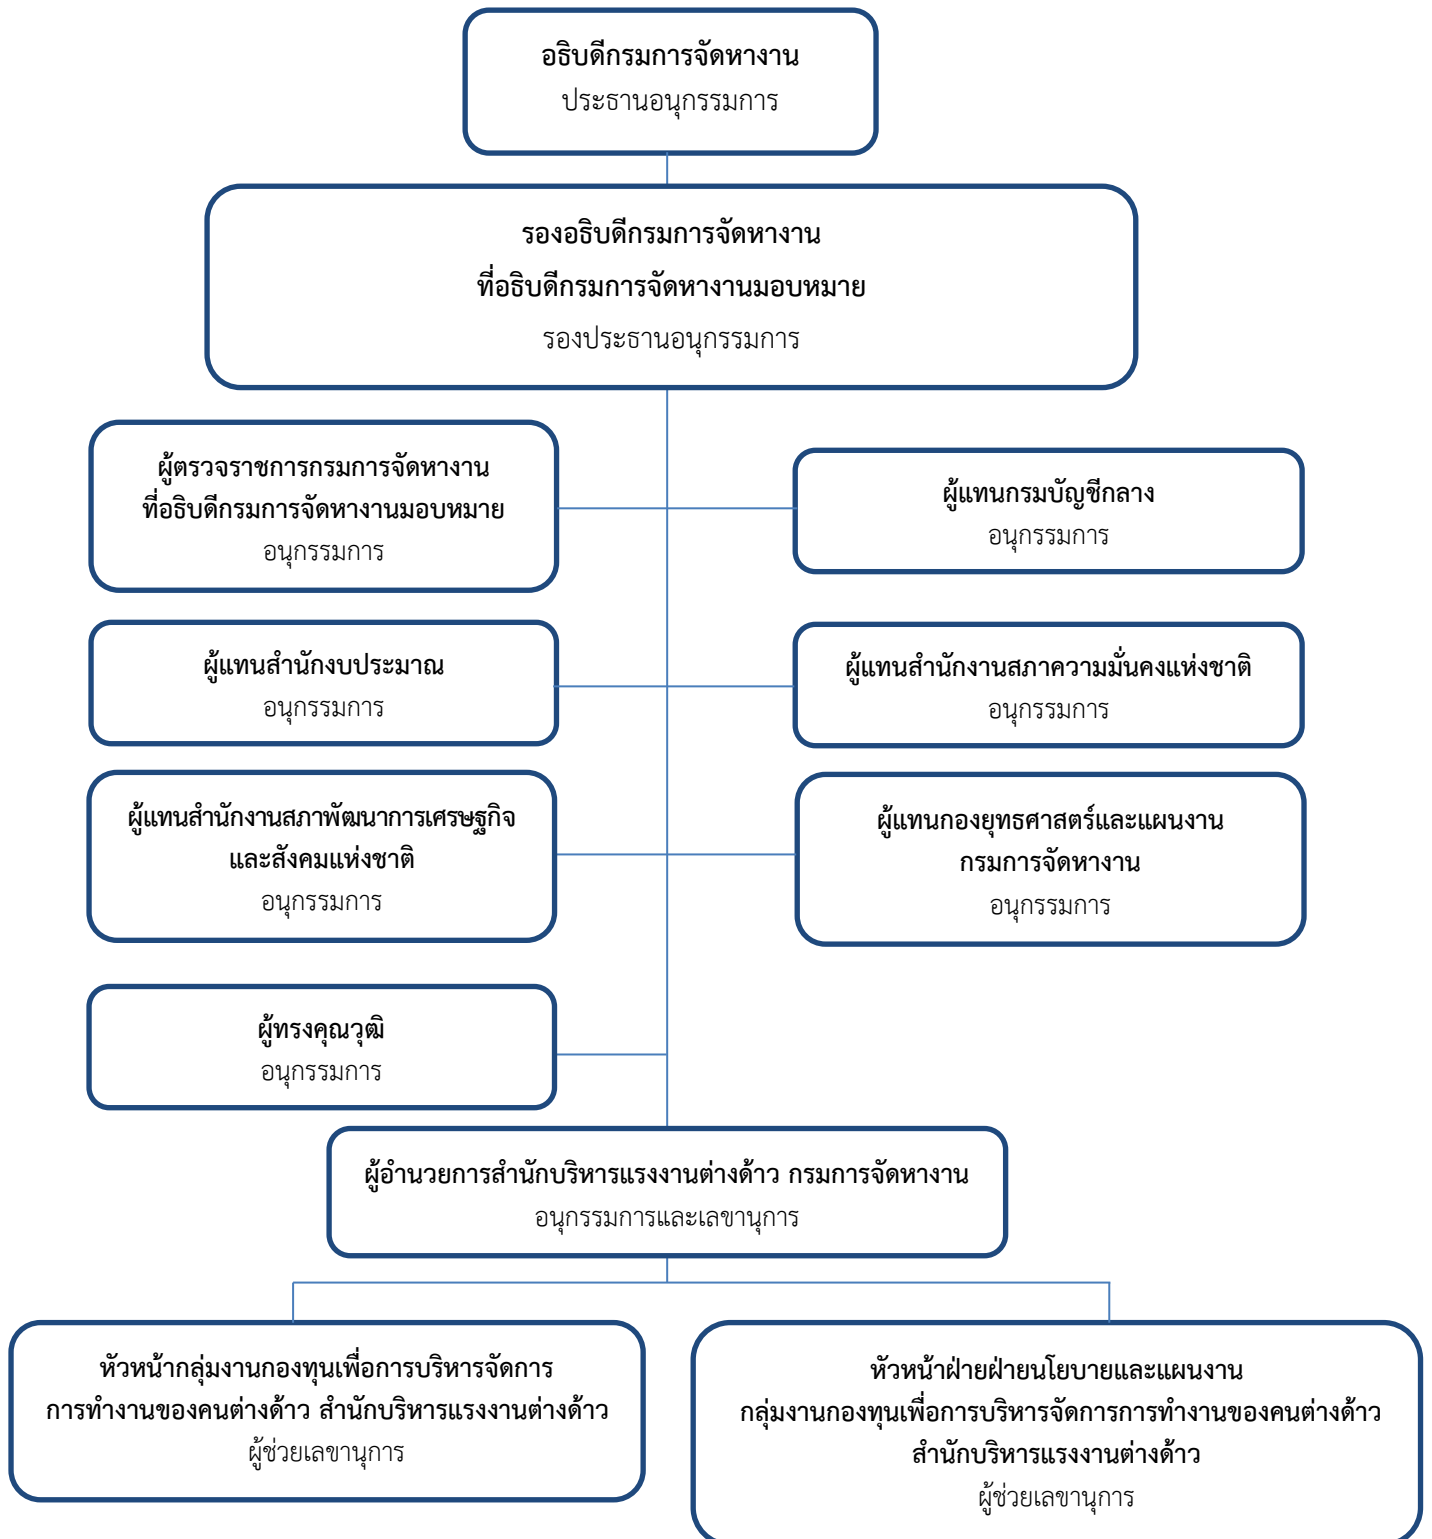 อธิบดีกรมการจัดหางาน
ประธานอนุกรรมการ
รองอธิบดีกรมการจัดหางาน
ที่อธิบดีกรมการจัดหางานมอบหมาย
รองประธานอนุกรรมการ
ผู้ตรวจราชการกรมการจัดหางาน
ที่อธิบดีกรมการจัดหางานมอบหมาย
อนุกรรมการ
ผู้แทนกรมบัญชีกลาง
อนุกรรมการ
ผู้แทนสำนักงบประมาณ
อนุกรรมการ
ผู้แทนสำนักงานสภาความมั่นคงแห่งชาติ
อนุกรรมการ
ผู้แทนสำนักงานสภาพัฒนาการเศรษฐกิจ
และสังคมแห่งชาติ
อนุกรรมการ
ผู้แทนกองยุทธศาสตร์และแผนงาน
กรมการจัดหางาน
อนุกรรมการ
ผู้ทรงคุณวุฒิ
อนุกรรมการ
ผู้อำนวยการสำนักบริหารแรงงานต่างด้าว กรมการจัดหางาน
อนุกรรมการและเลขานุการ
หัวหน้ากลุ่มงานกองทุนเพื่อการบริหารจัดการ
การทำงานของคนต่างด้าว สำนักบริหารแรงงานต่างด้าว
ผู้ช่วยเลขานุการ
หัวหน้าฝ่ายฝ่ายนโยบายและแผนงาน
กลุ่มงานกองทุนเพื่อการบริหารจัดการการทำงานของคนต่างด้าว
สำนักบริหารแรงงานต่างด้าว
ผู้ช่วยเลขานุการ